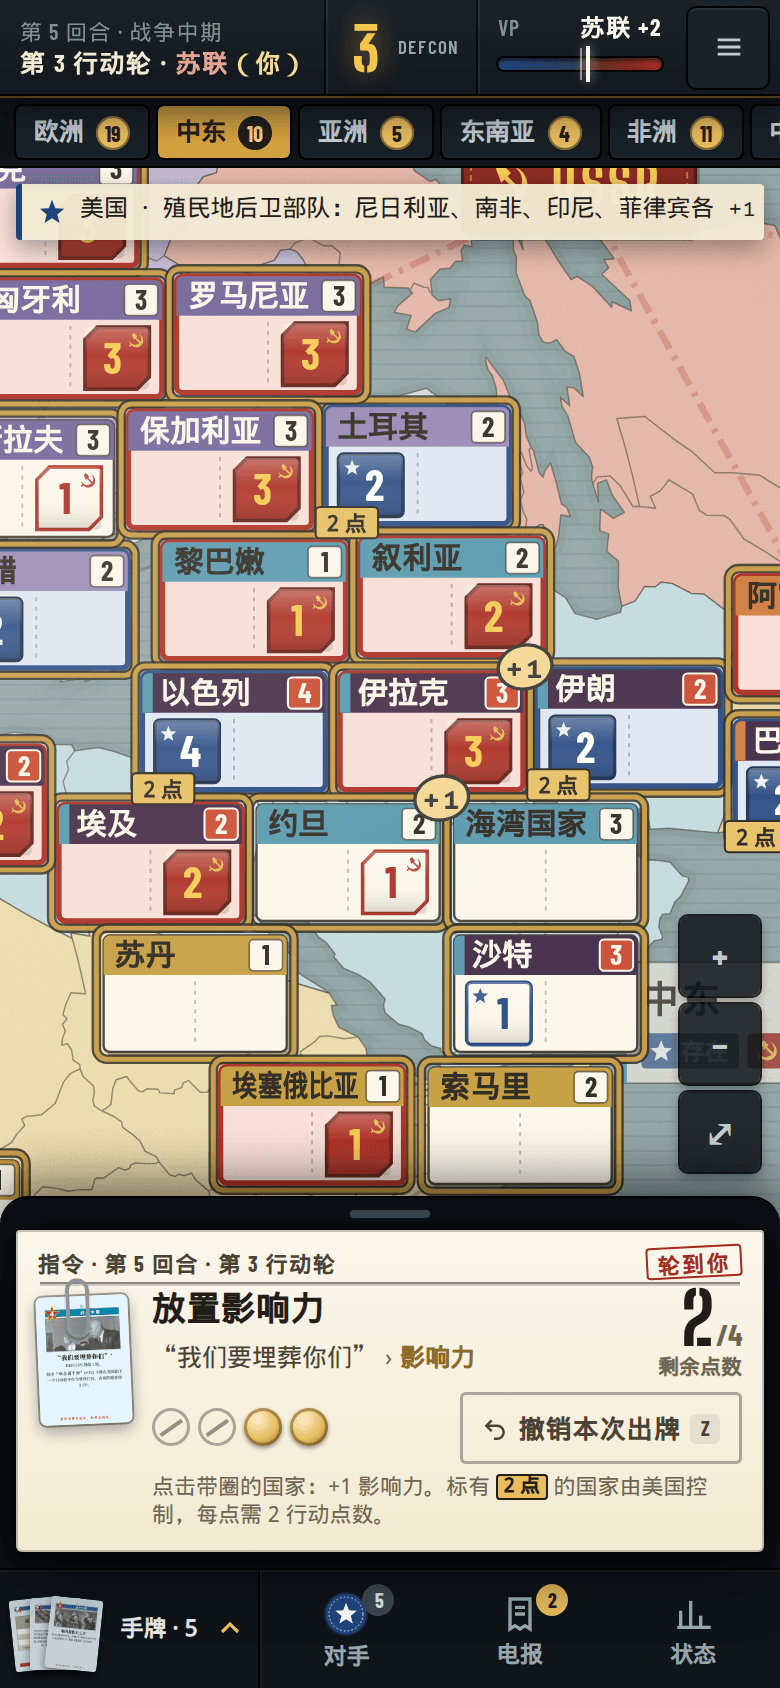 第 5 回合 · 战争中期
第 3 行动轮 · 苏联 ( 你 )
3 DEFCON
VP 苏联 +2
欧洲 19
中东 10
亚洲 5
东南亚 4
非洲 11
USSR
美国 · 殖民地后卫部队：尼日利亚、南非、印尼、菲律宾各 +1
匈牙利 3
3
罗马尼亚 3
3
拉夫 3
1
保加利亚 3
3
土耳其 2
2
2 点
腊 2
黎巴嫩 1
1
叙利亚 2
2
+1
以色列 4
4
伊拉克 3
3
伊朗 2
2
2 点
+1
2 点
2
埃及 2
2
约旦 2
1
海湾国家 3
2 点
苏丹 1
沙特 3
1
中东
存在
埃塞俄比亚 1
1
索马里 2
+
−
指令 · 第 5 回合 · 第 3 行动轮
轮到你
放置影响力
“我们要埋葬你们” › 影响力
2/4
剩余点数
撤销本次出牌 Z
点击带圈的国家：+1 影响力。标有 2 点 的国家由美国控
制，每点需 2 行动点数。
手牌 · 5
5
对手
2
电报
状态